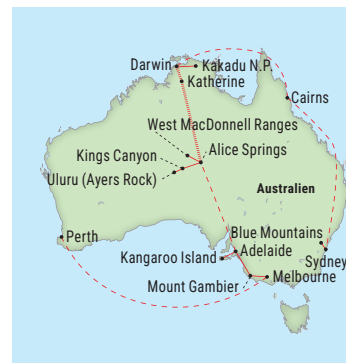 Darwin
Kakadu N.P.
Katherine
Cairns
West MacDonnell Ranges
Kings Canyon
Alice Springs
Uluru (Ayers Rock)
Australien
Perth
Blue Mountains
Adelaide
Kangaroo Island
Sydney
Mount Gambier
Melbourne